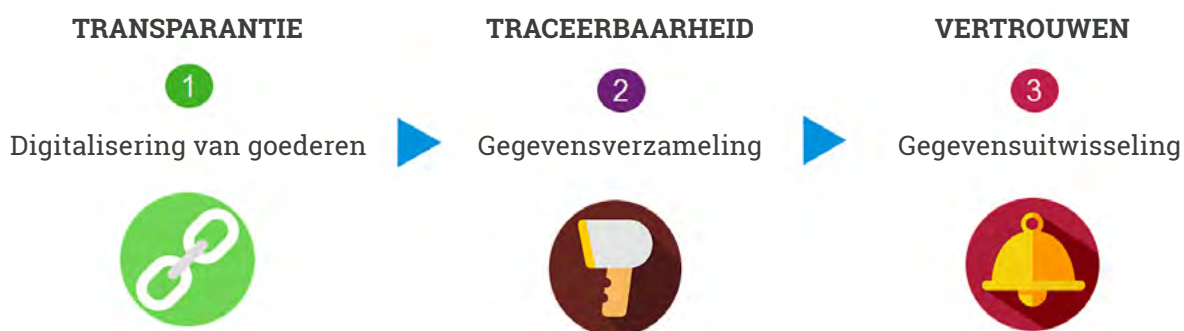 TRANSPARANTIE
1
Digitalisering van goederen
TRACEERBAARHEID
2
Gegevensverzameling
VERTROUWEN
3
Gegevensuitwisseling